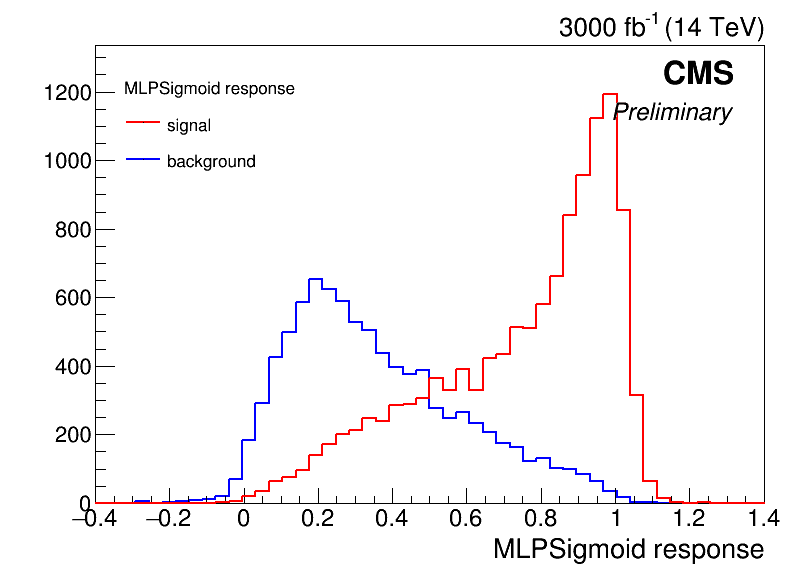 3000 fb⁻¹ (14 TeV)
CMS
Preliminary
MLPSigmoid response
signal
background
1200
1000
800
600
400
200
0
−0.4 −0.2 0 0.2 0.4 0.6 0.8 1 1.2 1.4
MLPSigmoid response